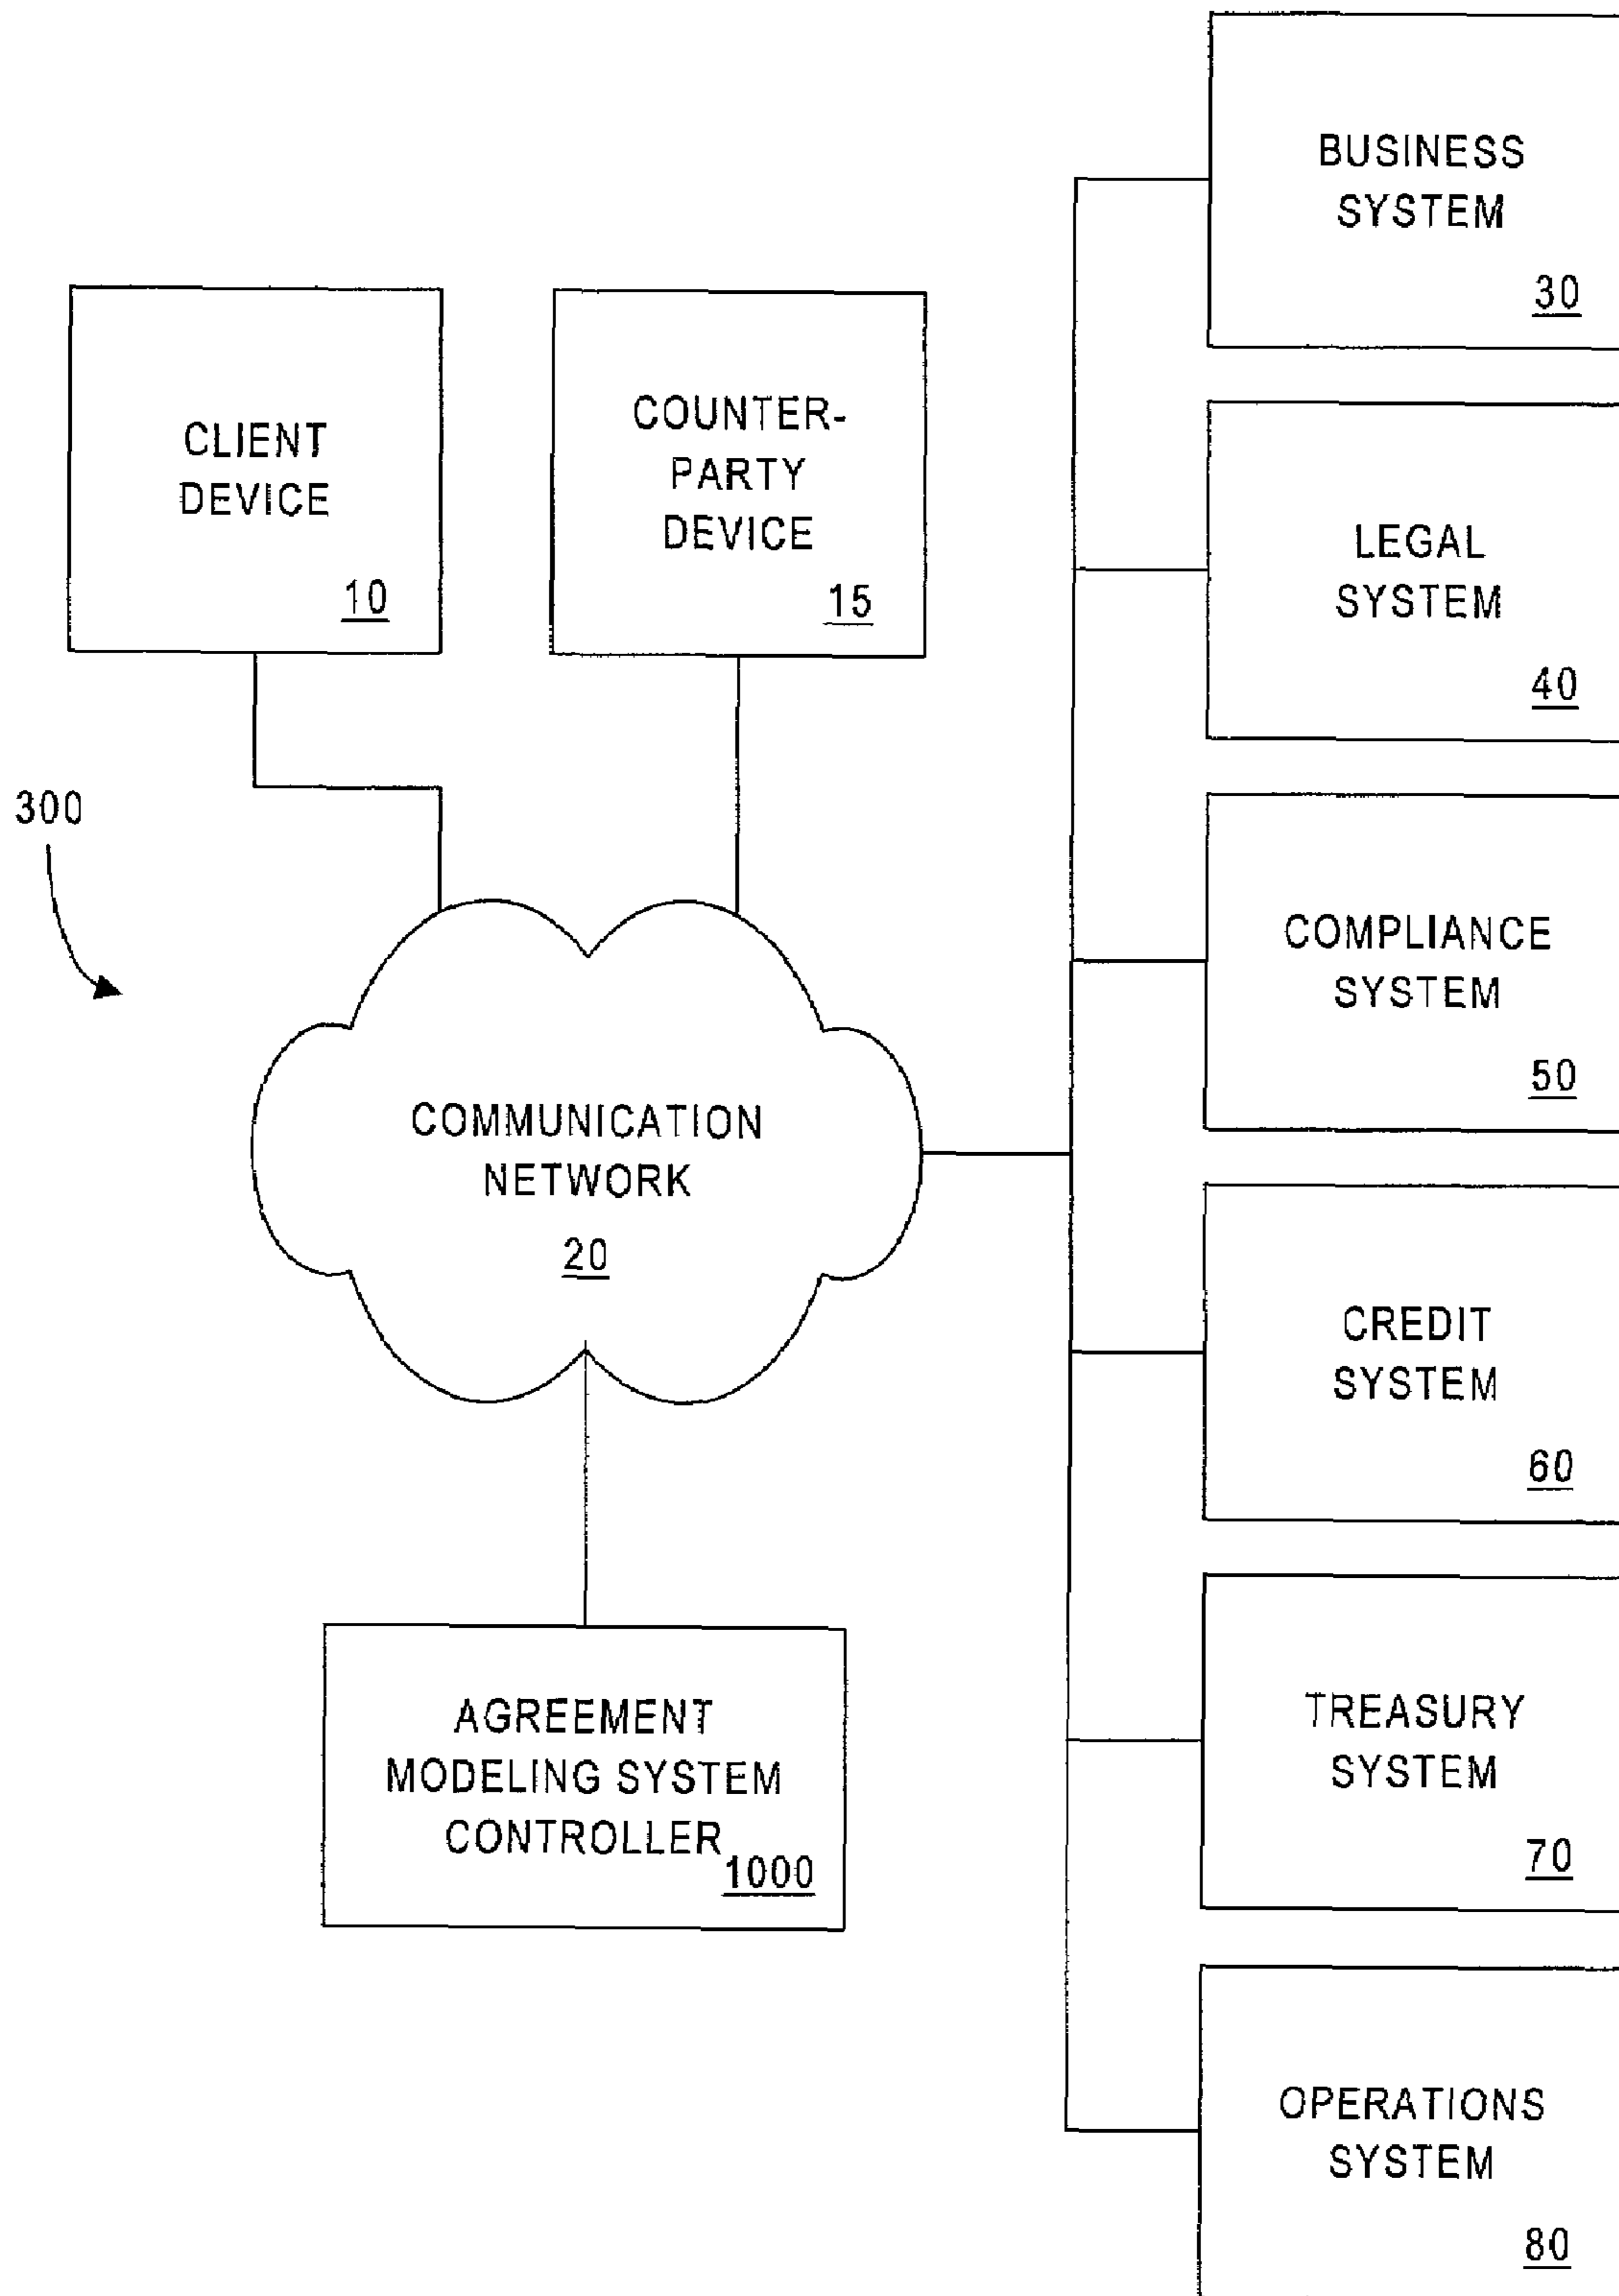 BUSINESS
SYSTEM
30
CLIENT
DEVICE
10
COUNTER-
PARTY
DEVICE
15
LEGAL
SYSTEM
40
300
COMPLIANCE
SYSTEM
50
COMMUNICATION
NETWORK
20
CREDIT
SYSTEM
60
AGREEMENT
MODELING SYSTEM
CONTROLLER
1000
TREASURY
SYSTEM
70
OPERATIONS
SYSTEM
80